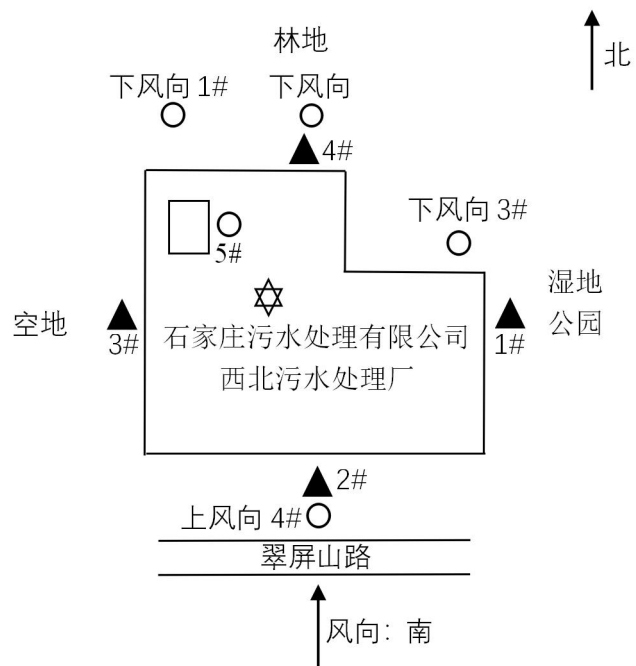 林地
北
下风向 1#
下风向
4#
下风向 3#
5#
湿地
公园
空地
3#
石家庄污水处理有限公司
西北污水处理厂
1#
2#
上风向 4#
翠屏山路
风向：南